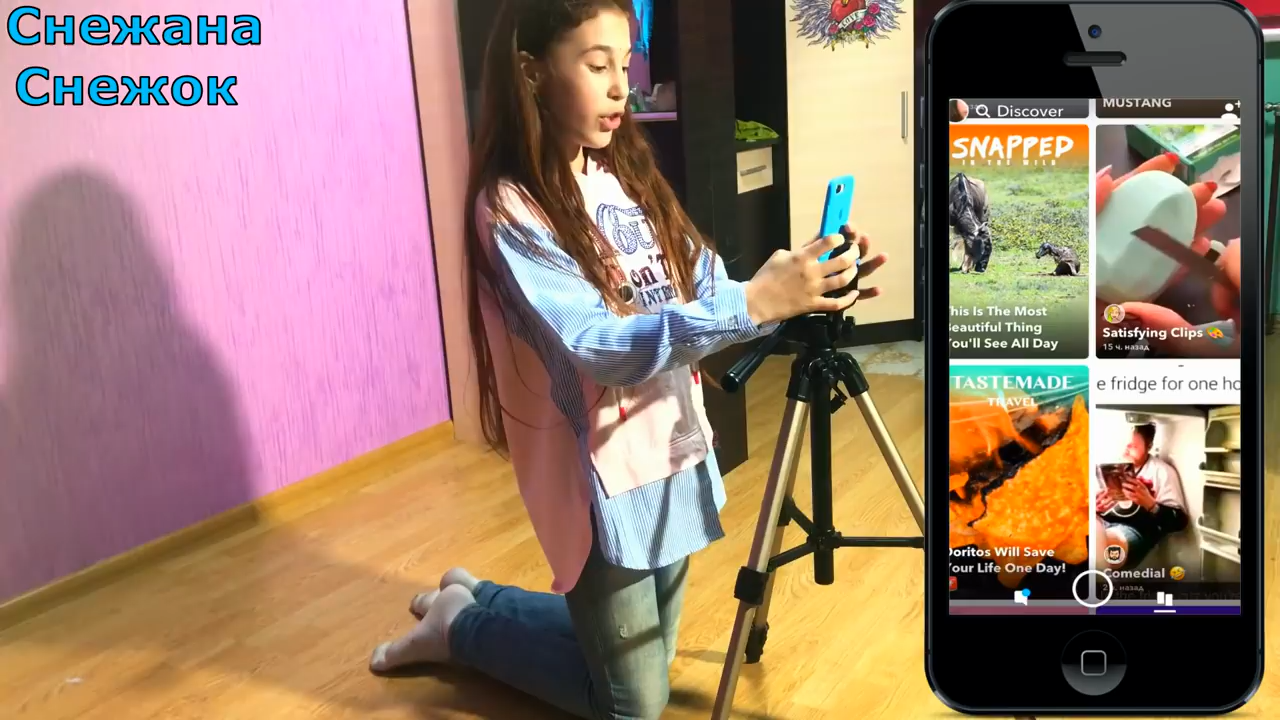 Снежана
Снежок
Discover
MUSTANG
SNAPPED
IN THE WILD
his Is The Most
eautiful Thing
ou'll See All Day
Satisfying Clips
15 ч. назад
TASTEMADE
TRAVEL
e fridge for one ho
Doritos Will Save
our Life One Day!
Comedial 🤣
on'T